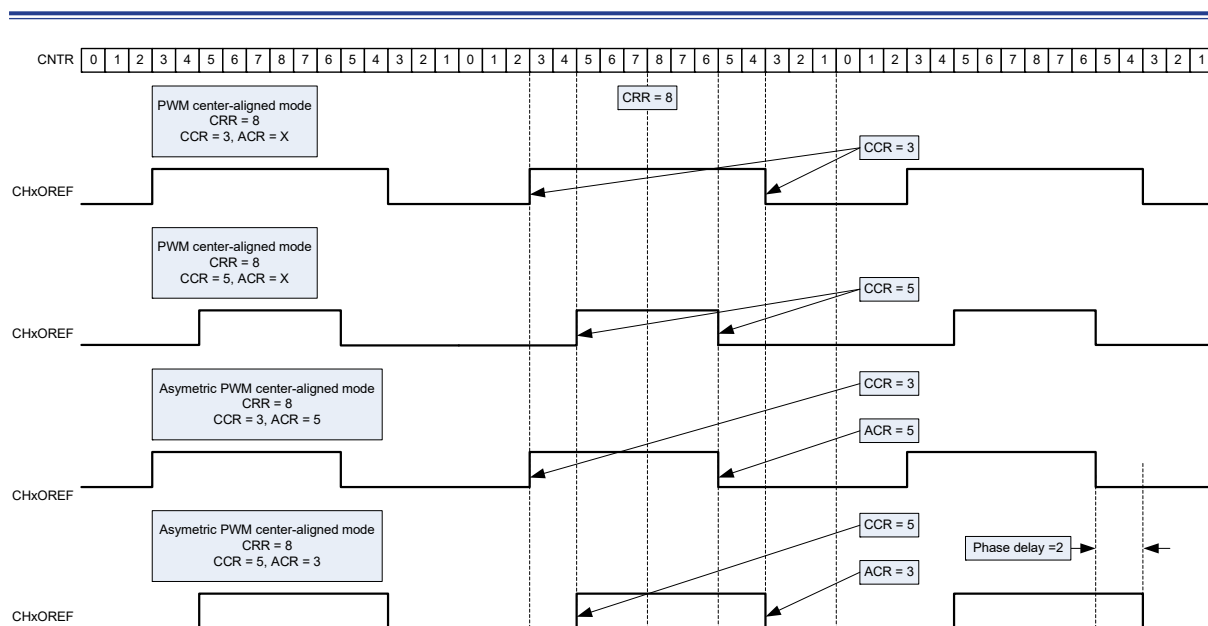 CNTR 0 1 2 3 4 5 6 7 8 7 6 5 4 3 2 1 0 1 2 3 4 5 6 7 8 7 6 5 4 3 2 1 0 1 2 3 4 5 6 7 8 7 6 5 4 3 2 1
PWM center-aligned mode
CRR = 8
CCR = 3, ACR = X
CRR = 8
CCR = 3
CHxOREF
PWM center-aligned mode
CRR = 8
CCR = 5, ACR = X
CCR = 5
CHxOREF
Asymetric PWM center-aligned mode
CRR = 8
CCR = 3, ACR = 5
CCR = 3
ACR = 5
CHxOREF
Asymetric PWM center-aligned mode
CRR = 8
CCR = 5, ACR = 3
CCR = 5
Phase delay =2
ACR = 3
CHxOREF